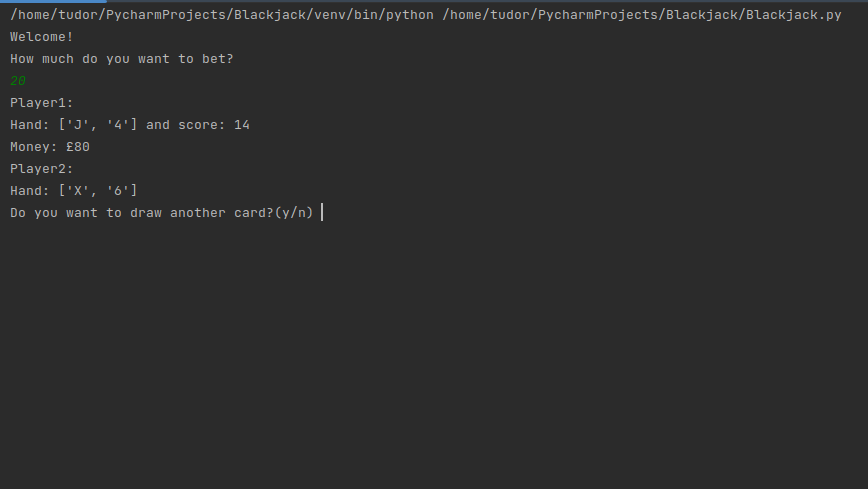 /home/tudor/PycharmProjects/Blackjack/venv/bin/python /home/tudor/PycharmProjects/Blackjack/Blackjack.py
Welcome!
How much do you want to bet?
20
Player1:
Hand: ['J', '4'] and score: 14
Money: £80
Player2:
Hand: ['X', '6']
Do you want to draw another card?(y/n)